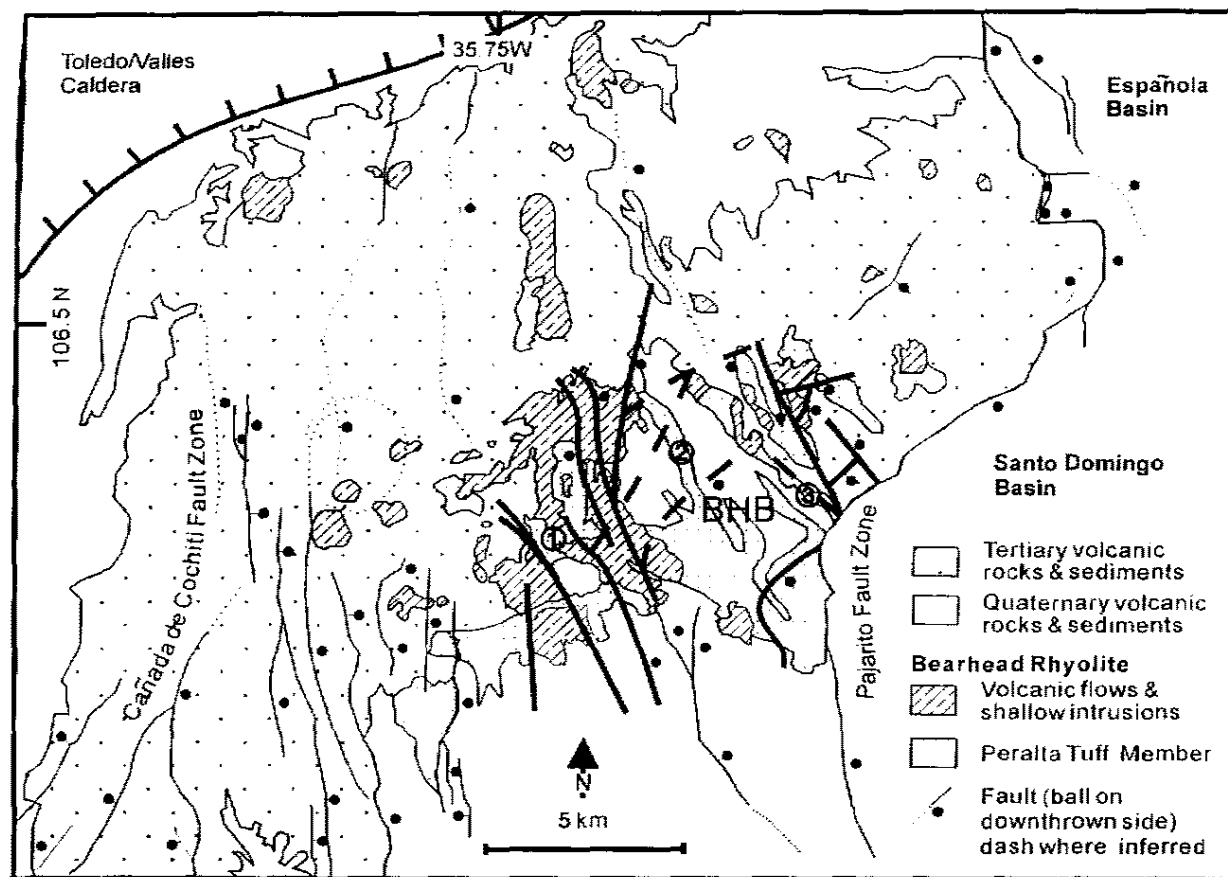 Toledo/Valles
Caldera
35.75W
Española
Basin
106.5 N
Cañada de Cochiti Fault Zone
①
②
③
BHB
Santo Domingo
Basin
Pajarito Fault Zone
Tertiary volcanic
rocks & sediments
Quaternary volcanic
rocks & sediments
Bearhead Rhyolite
Volcanic flows &
shallow intrusions
Peralta Tuff Member
Fault (ball on
downthrown side)
dash where inferred
N
5 km